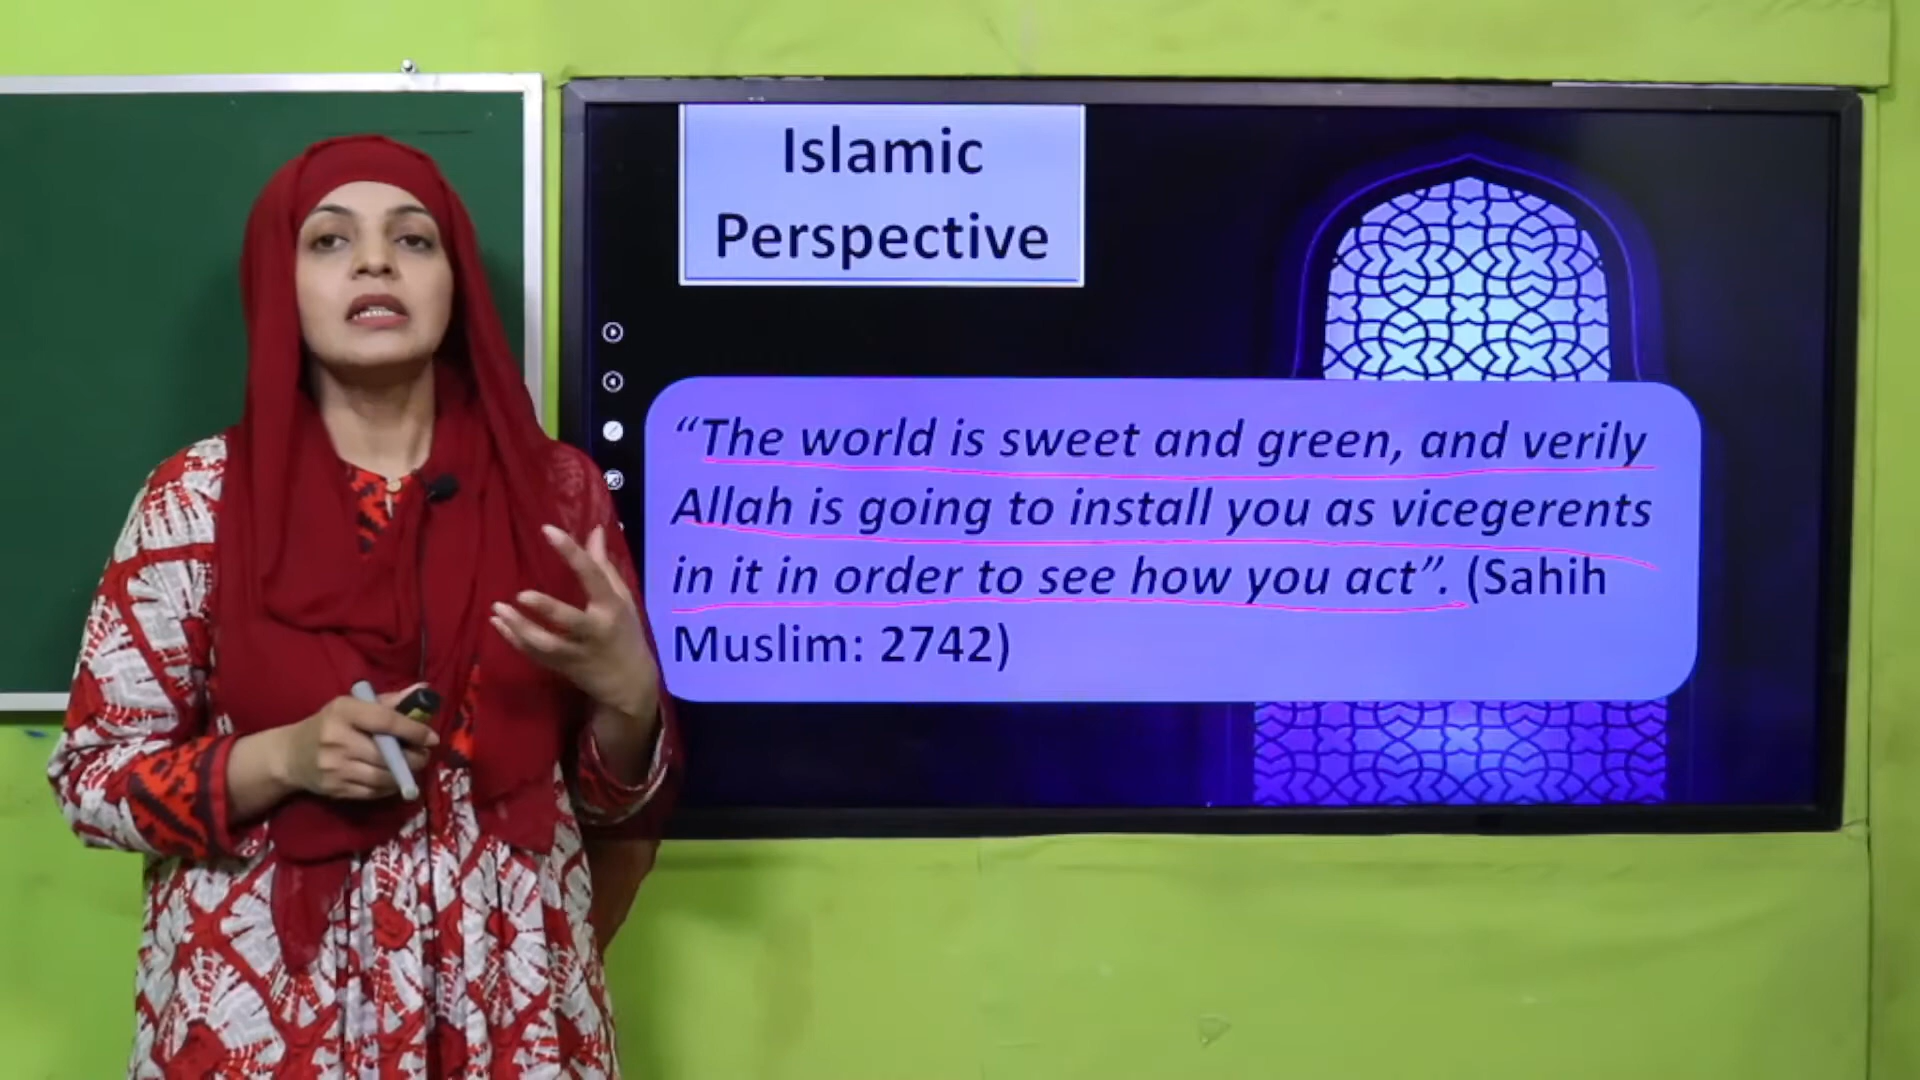 Islamic
Perspective
“The world is sweet and green, and verily
Allah is going to install you as vicegerents
in it in order to see how you act”. (Sahih
Muslim: 2742)